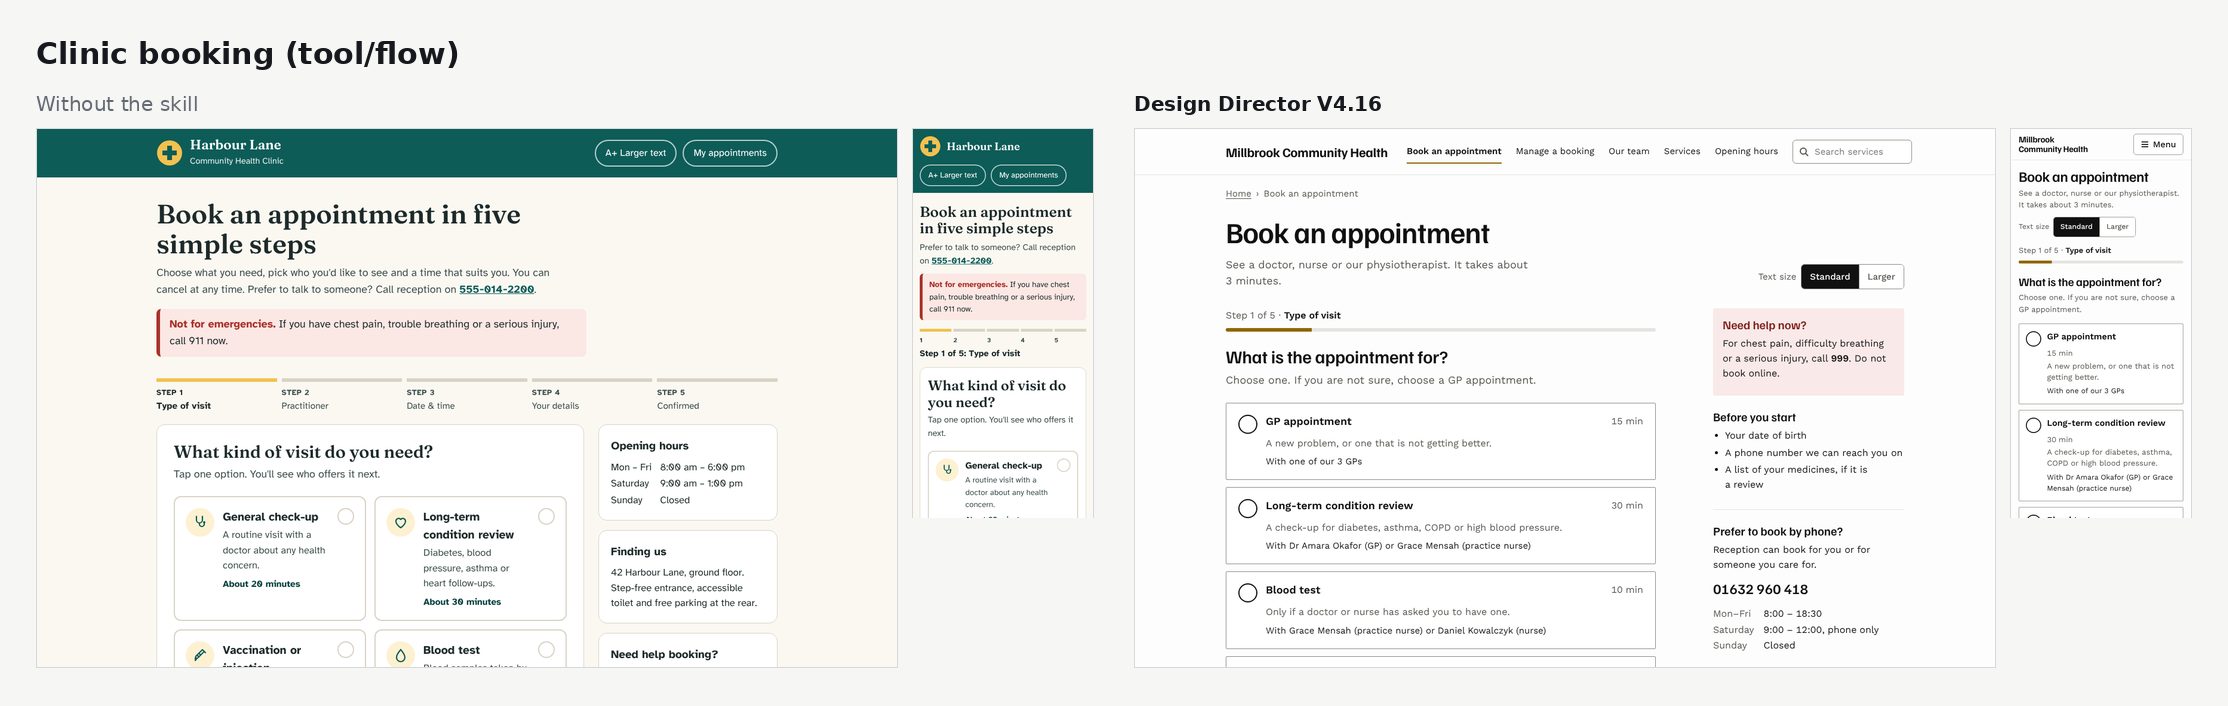 Clinic booking (tool/flow)
Without the skill
Harbour Lane
Community Health Clinic
A+ Larger text
My appointments
Book an appointment in five
simple steps
Choose what you need, pick who you'd like to see and a time that suits you. You can
cancel at any time. Prefer to talk to someone? Call reception on 555-014-2200.
Not for emergencies. If you have chest pain, trouble breathing or a serious injury,
call 911 now.
STEP 1
Type of visit
STEP 2
Practitioner
STEP 3
Date & time
STEP 4
Your details
STEP 5
Confirmed
What kind of visit do you need?
Tap one option. You'll see who offers it next.
General check-up
A routine visit with a
doctor about any health
concern.
About 20 minutes
Long-term
condition review
Diabetes, blood
pressure, asthma or
heart follow-ups.
About 30 minutes
Vaccination or
Blood test
Opening hours
Mon – Fri 8:00 am – 6:00 pm
Saturday 9:00 am – 1:00 pm
Sunday Closed
Finding us
42 Harbour Lane, ground floor.
Step-free entrance, accessible
toilet and free parking at the rear.
Need help booking?
Harbour Lane
A+ Larger text
My appointments
Book an appointment
in five simple steps
Prefer to talk to someone? Call reception
on 555-014-2200.
Not for emergencies. If you have chest
pain, trouble breathing or a serious injury,
call 911 now.
1 2 3 4 5
Step 1 of 5: Type of visit
What kind of visit do
you need?
Tap one option. You'll see who offers it
next.
General check-up
A routine visit with a
doctor about any health
concern.
Design Director V4.16
Millbrook Community Health
Book an appointment
Manage a booking
Our team
Services
Opening hours
Search services
Home › Book an appointment
Book an appointment
See a doctor, nurse or our physiotherapist. It takes about
3 minutes.
Text size
Standard
Larger
Step 1 of 5 · Type of visit
What is the appointment for?
Choose one. If you are not sure, choose a GP appointment.
GP appointment
15 min
A new problem, or one that is not getting better.
With one of our 3 GPs
Long-term condition review
30 min
A check-up for diabetes, asthma, COPD or high blood pressure.
With Dr Amara Okafor (GP) or Grace Mensah (practice nurse)
Blood test
10 min
Only if a doctor or nurse has asked you to have one.
With Grace Mensah (practice nurse) or Daniel Kowalczyk (nurse)
Need help now?
For chest pain, difficulty breathing
or a serious injury, call 999. Do not
book online.
Before you start
• Your date of birth
• A phone number we can reach you on
• A list of your medicines, if it is
a review
Prefer to book by phone?
Reception can book for you or for
someone you care for.
01632 960 418
Mon–Fri 8:00 – 18:30
Saturday 9:00 – 12:00, phone only
Sunday Closed
Millbrook
Community Health
Menu
Book an appointment
See a doctor, nurse or our physiotherapist.
It takes about 3 minutes.
Text size
Standard
Larger
Step 1 of 5 · Type of visit
What is the appointment for?
Choose one. If you are not sure, choose a
GP appointment.
GP appointment
15 min
A new problem, or one that is not
getting better.
With one of our 3 GPs
Long-term condition review
30 min
A check-up for diabetes, asthma,
COPD or high blood pressure.
With Dr Amara Okafor (GP) or Grace
Mensah (practice nurse)